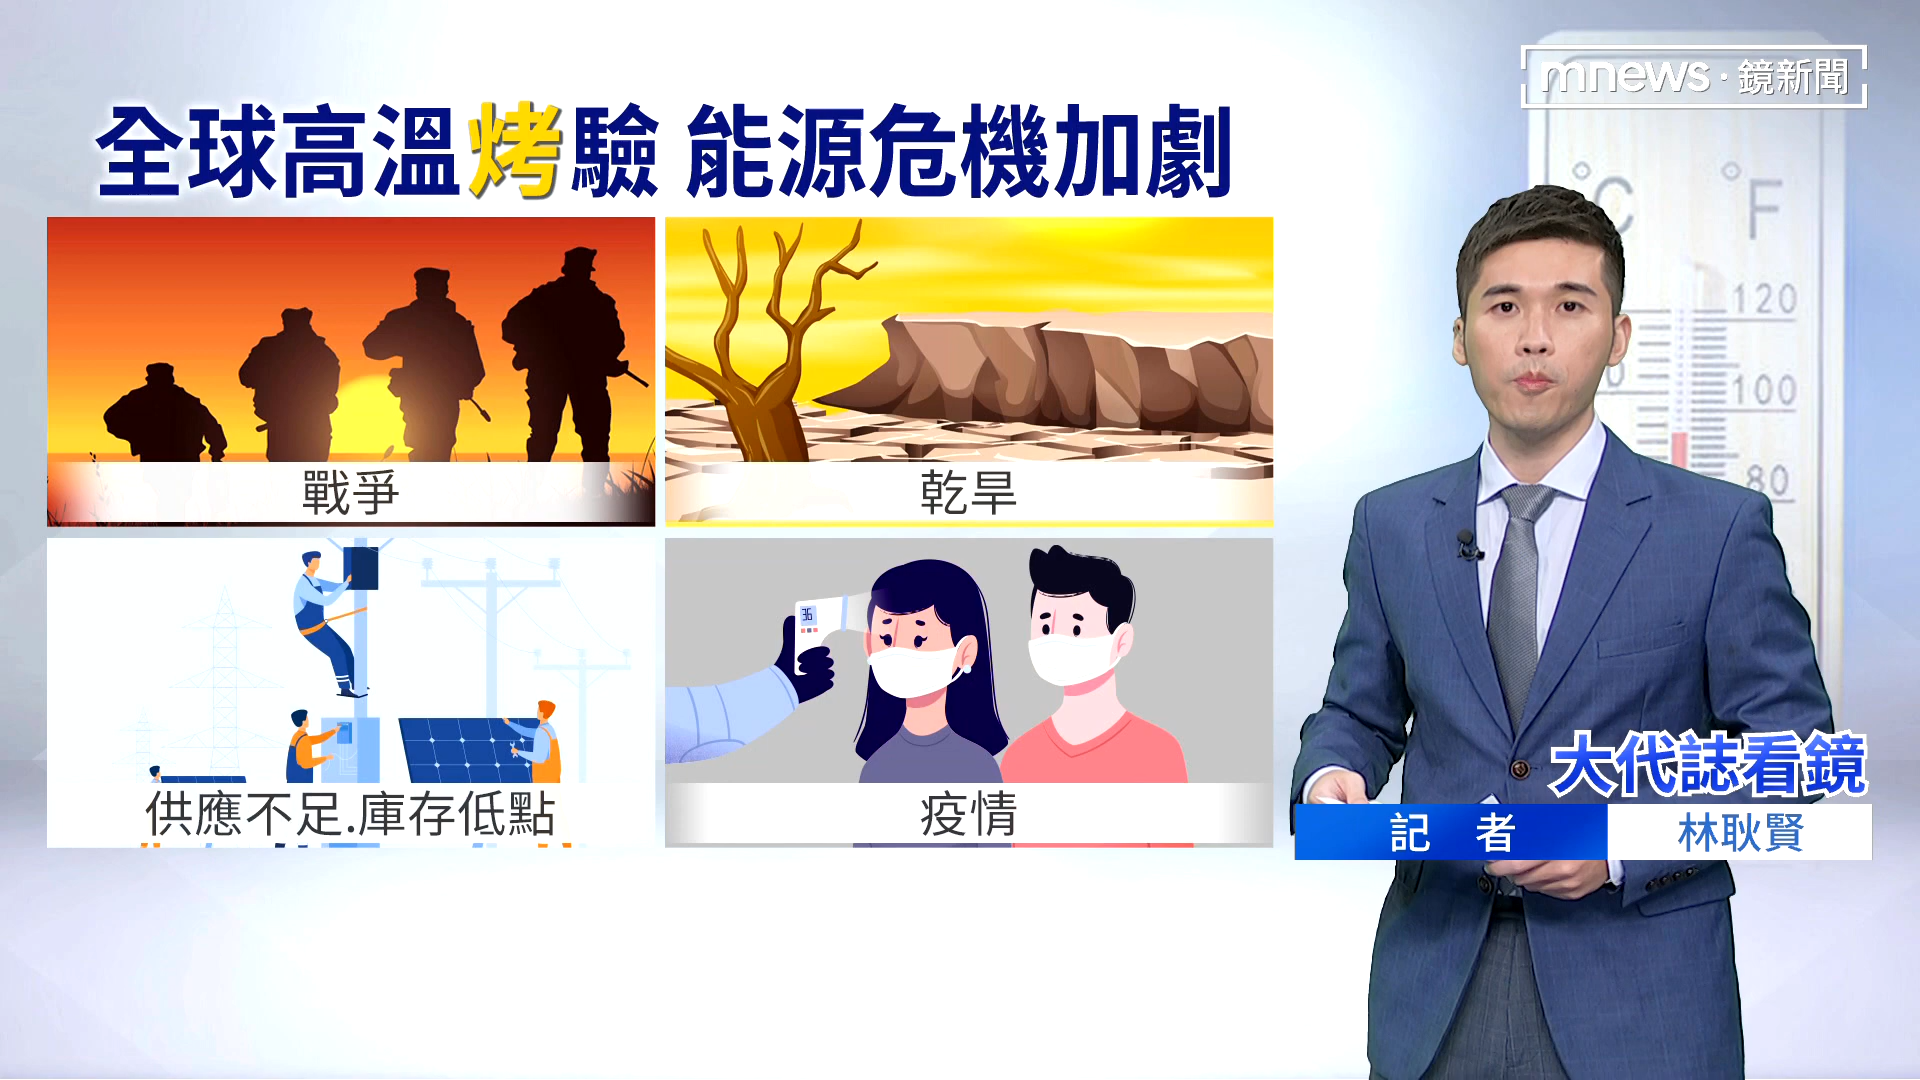 mnews·鏡新聞
全球高溫烤驗 能源危機加劇
°C °F
120
100
80
戰爭
乾旱
36
供應不足.庫存低點
疫情
大代誌看鏡
記者
林耿賢